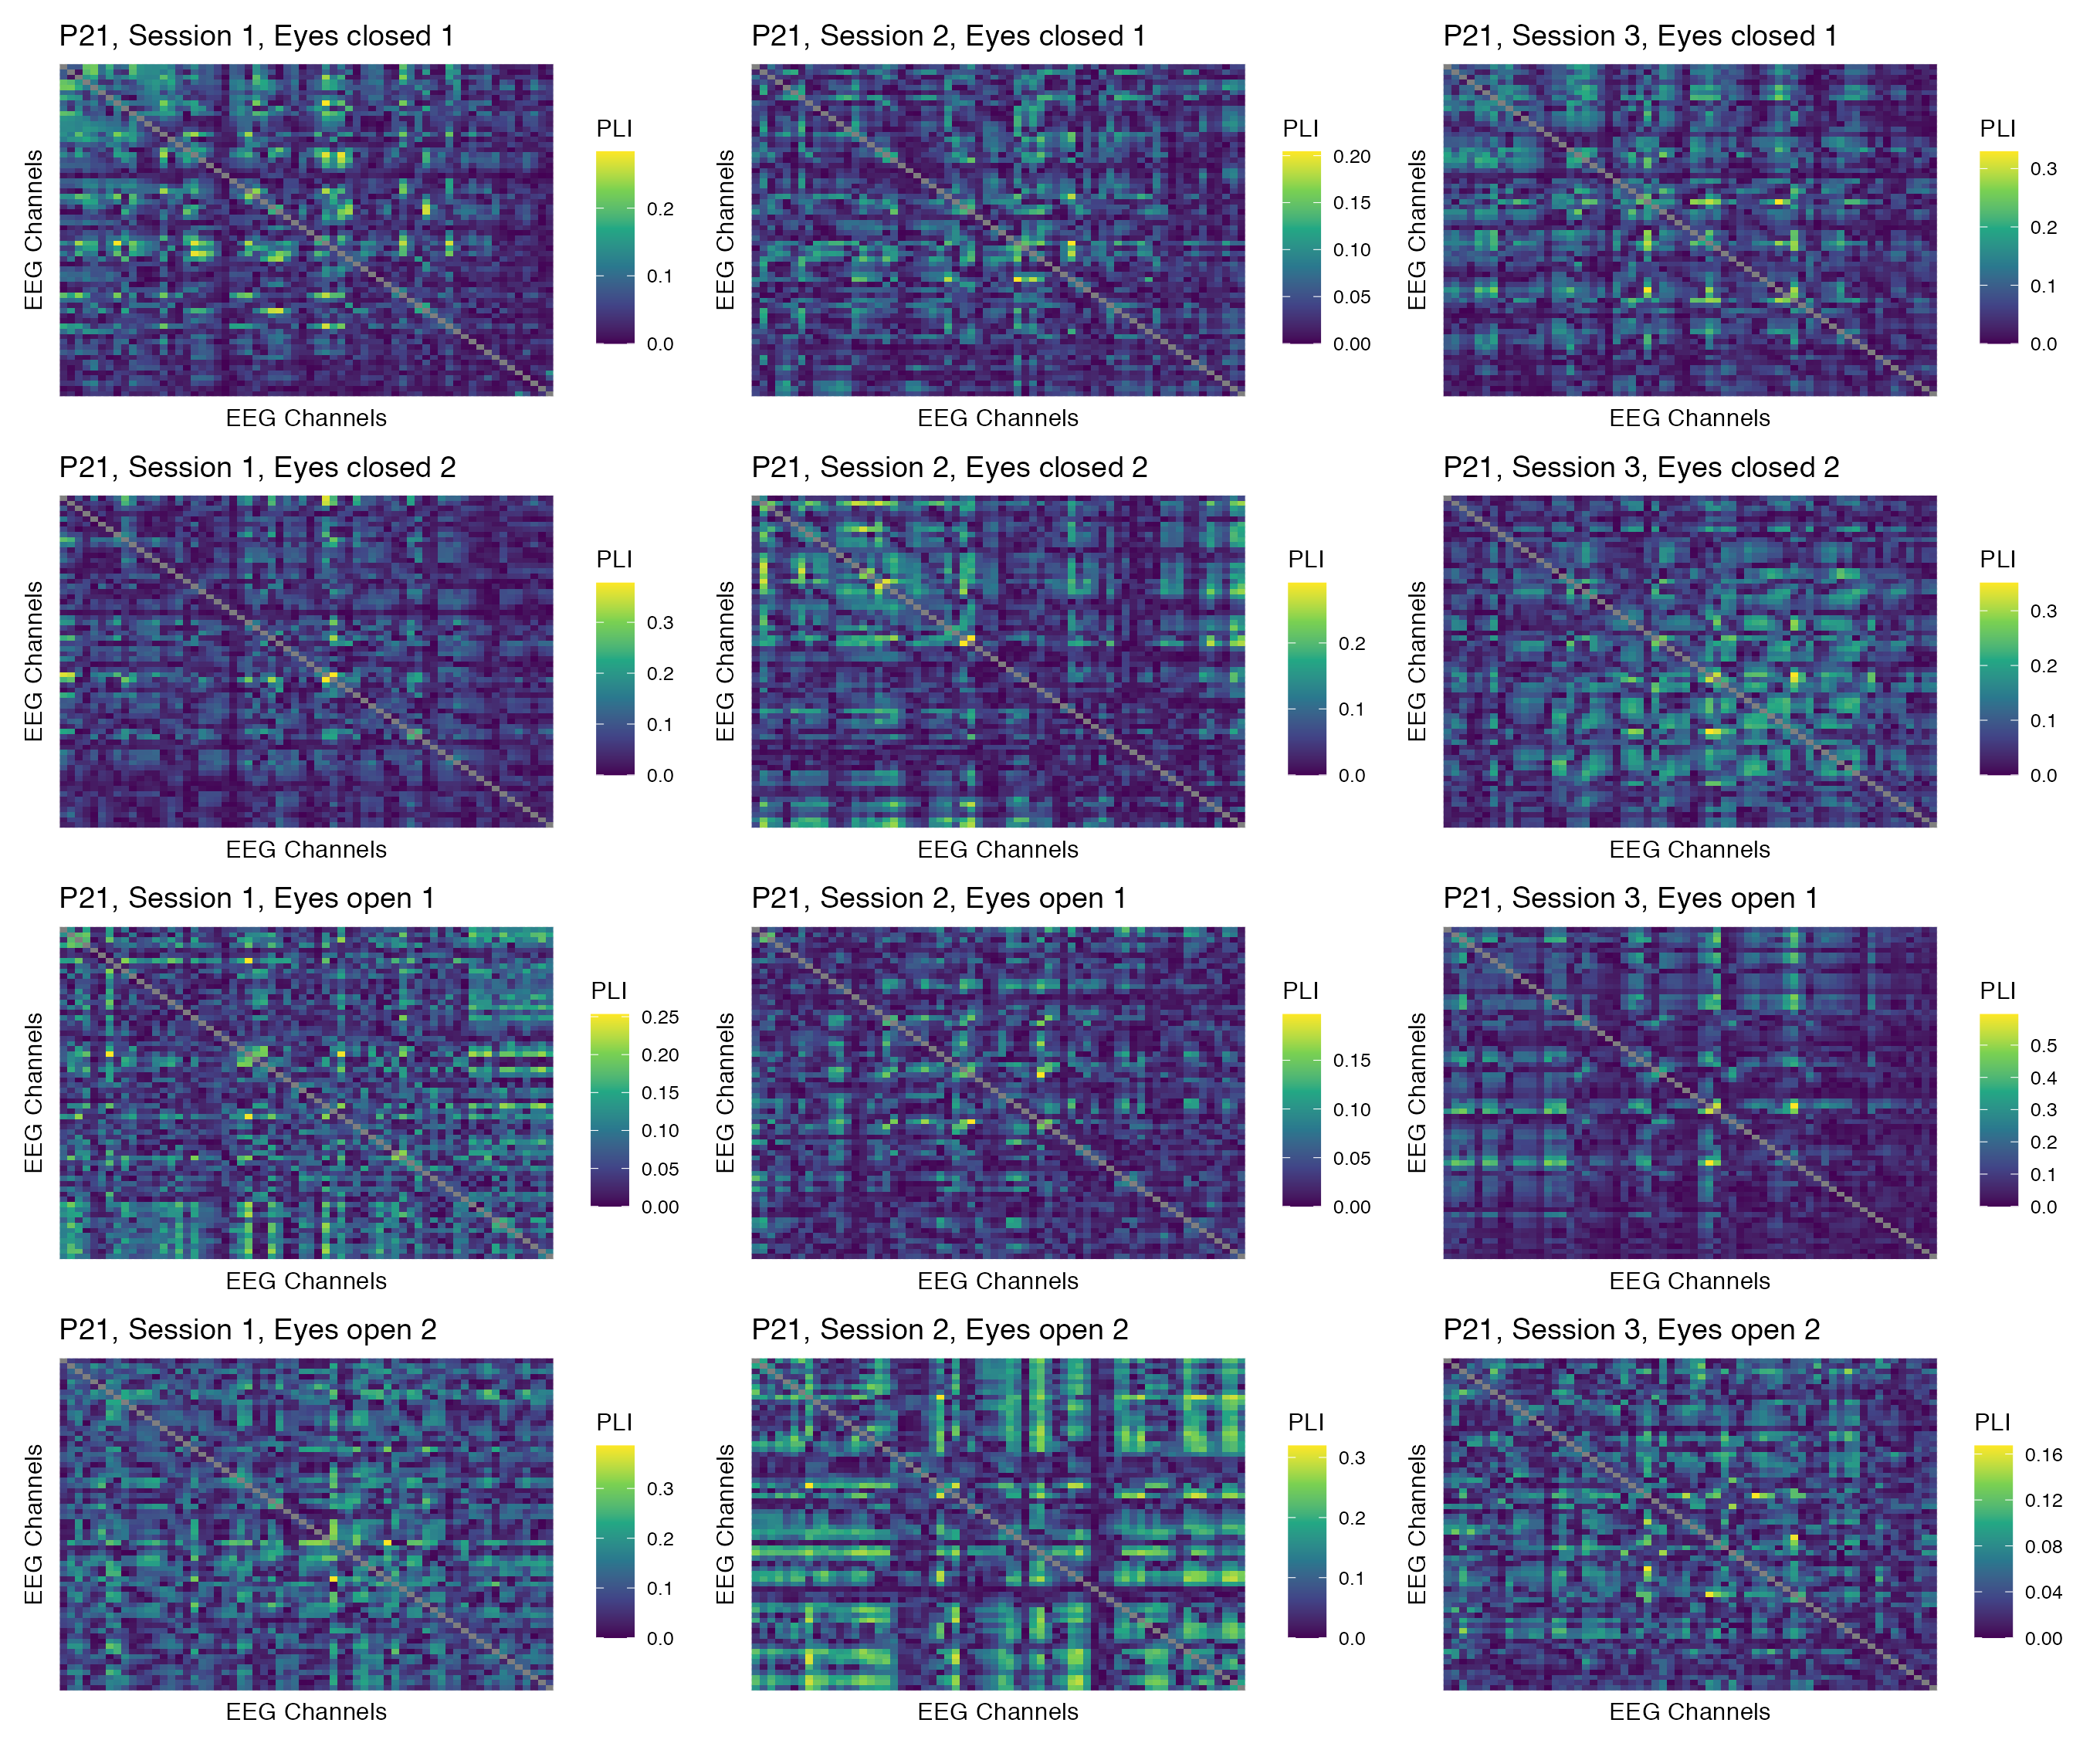 P21, Session 1, Eyes closed 1
EEG Channels
EEG Channels
PLI
0.2
0.1
0.0
P21, Session 2, Eyes closed 1
EEG Channels
EEG Channels
PLI
0.20
0.15
0.10
0.05
0.00
P21, Session 3, Eyes closed 1
EEG Channels
EEG Channels
PLI
0.3
0.2
0.1
0.0
P21, Session 1, Eyes closed 2
EEG Channels
EEG Channels
PLI
0.3
0.2
0.1
0.0
P21, Session 2, Eyes closed 2
EEG Channels
EEG Channels
PLI
0.2
0.1
0.0
P21, Session 3, Eyes closed 2
EEG Channels
EEG Channels
PLI
0.3
0.2
0.1
0.0
P21, Session 1, Eyes open 1
EEG Channels
EEG Channels
PLI
0.25
0.20
0.15
0.10
0.05
0.00
P21, Session 2, Eyes open 1
EEG Channels
EEG Channels
PLI
0.15
0.10
0.05
0.00
P21, Session 3, Eyes open 1
EEG Channels
EEG Channels
PLI
0.5
0.4
0.3
0.2
0.1
0.0
P21, Session 1, Eyes open 2
EEG Channels
EEG Channels
PLI
0.3
0.2
0.1
0.0
P21, Session 2, Eyes open 2
EEG Channels
EEG Channels
PLI
0.3
0.2
0.1
0.0
P21, Session 3, Eyes open 2
EEG Channels
EEG Channels
PLI
0.16
0.12
0.08
0.04
0.00